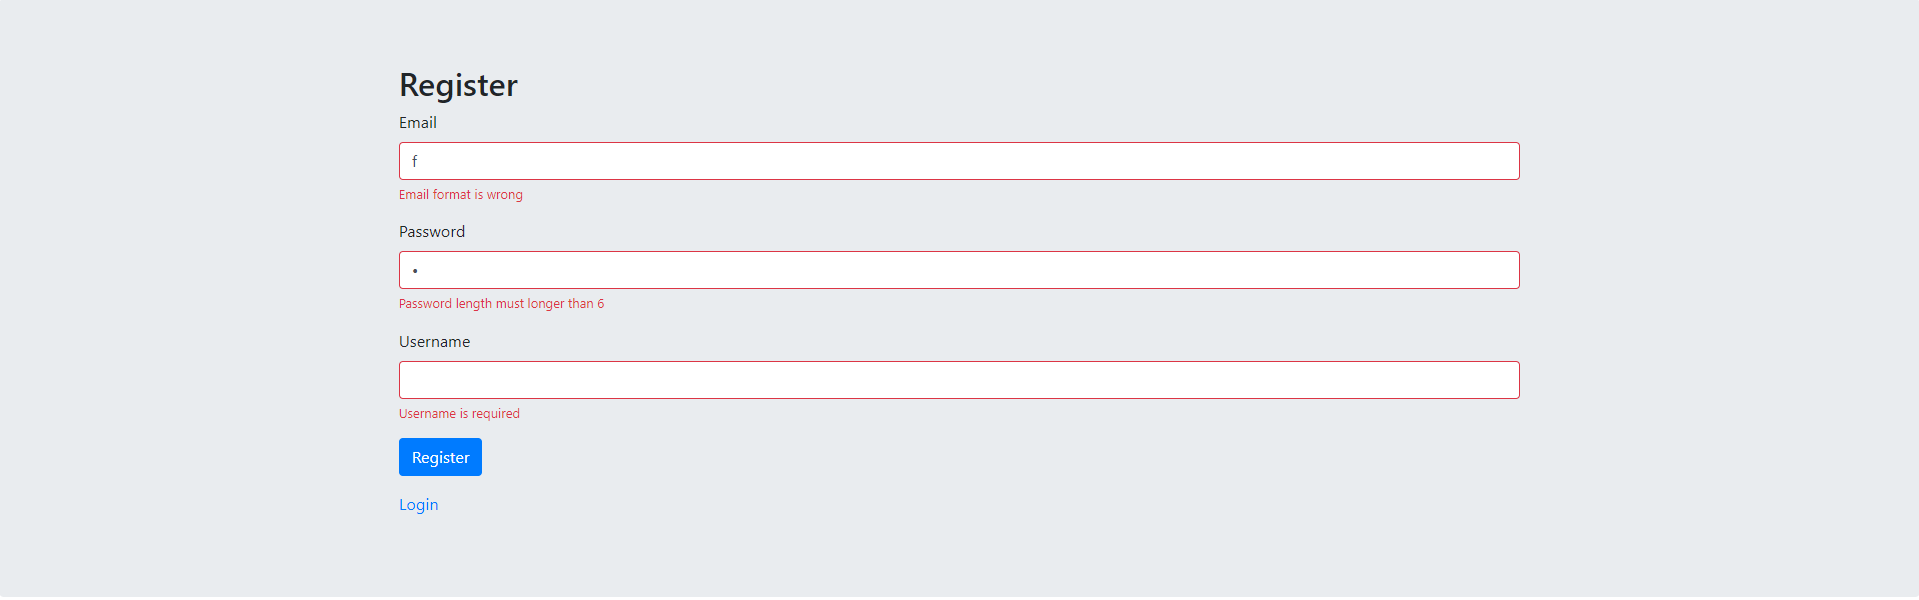 Register
Email
f
Email format is wrong
Password
•
Password length must longer than 6
Username
Username is required
Register
Login